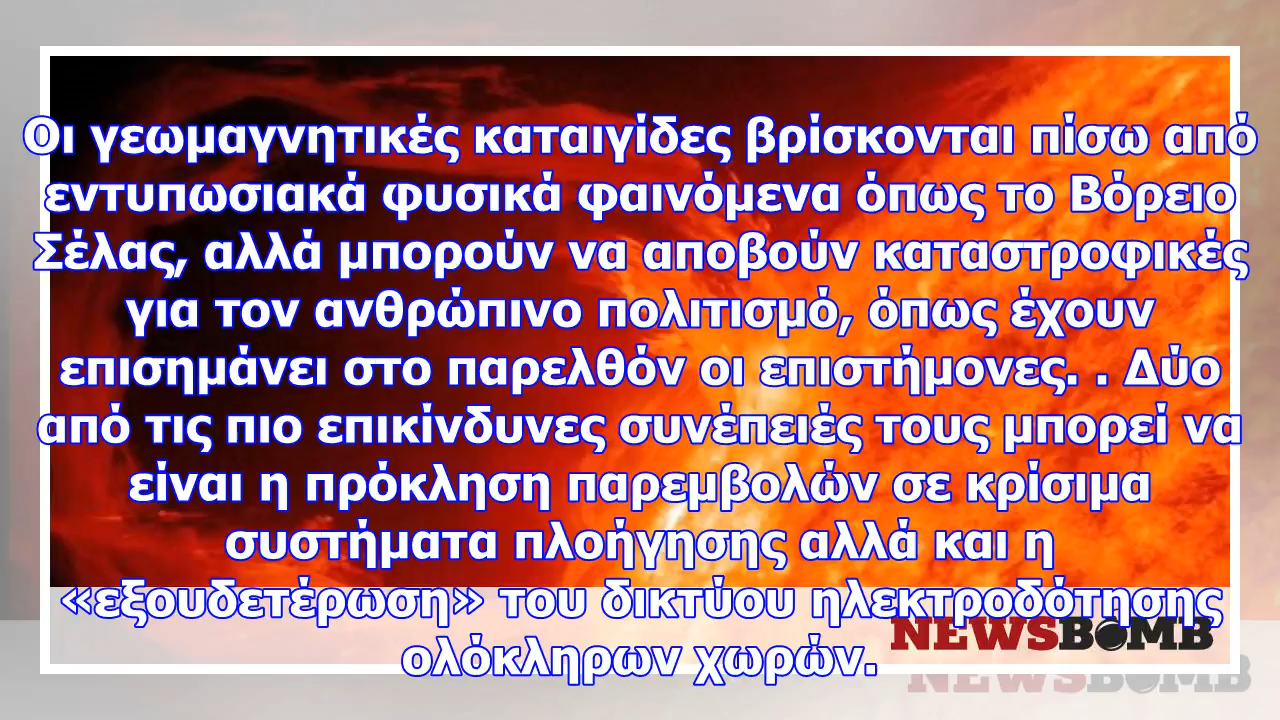 Οι γεωμαγνητικές καταιγίδες βρίσκονται πίσω από
εντυπωσιακά φυσικά φαινόμενα όπως το Βόρειο
Σέλας, αλλά μπορούν να αποβούν καταστροφικές
για τον ανθρώπινο πολιτισμό, όπως έχουν
επισημάνει στο παρελθόν οι επιστήμονες. . Δύο
από τις πιο επικίνδυνες συνέπειές τους μπορεί να
είναι η πρόκληση παρεμβολών σε κρίσιμα
συστήματα πλοήγησης αλλά και η
«εξουδετέρωση» του δικτύου ηλεκτροδότησης
ολόκληρων χωρών.
NEWSBOMB
NEWSBOMB